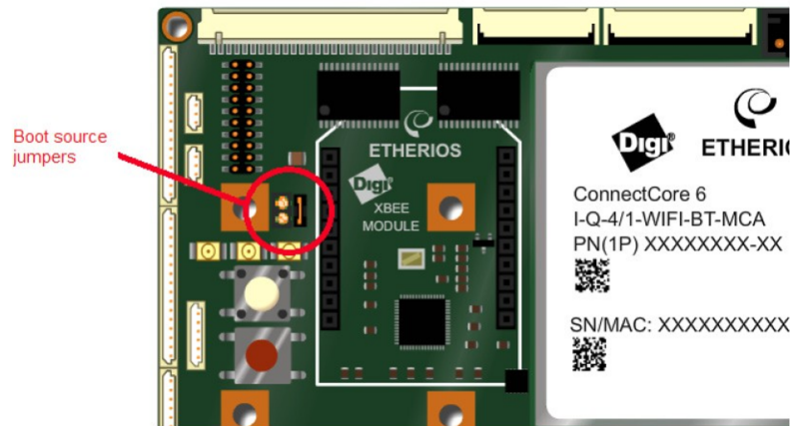 Boot source
jumpers
ETHERIOS
Digi
XBEE
MODULE
Digi
ETHERI
ConnectCore 6
I-Q-4/1-WIFI-BT-MCA
PN(1P) XXXXXXXX-XX
SN/MAC: XXXXXXXXXX